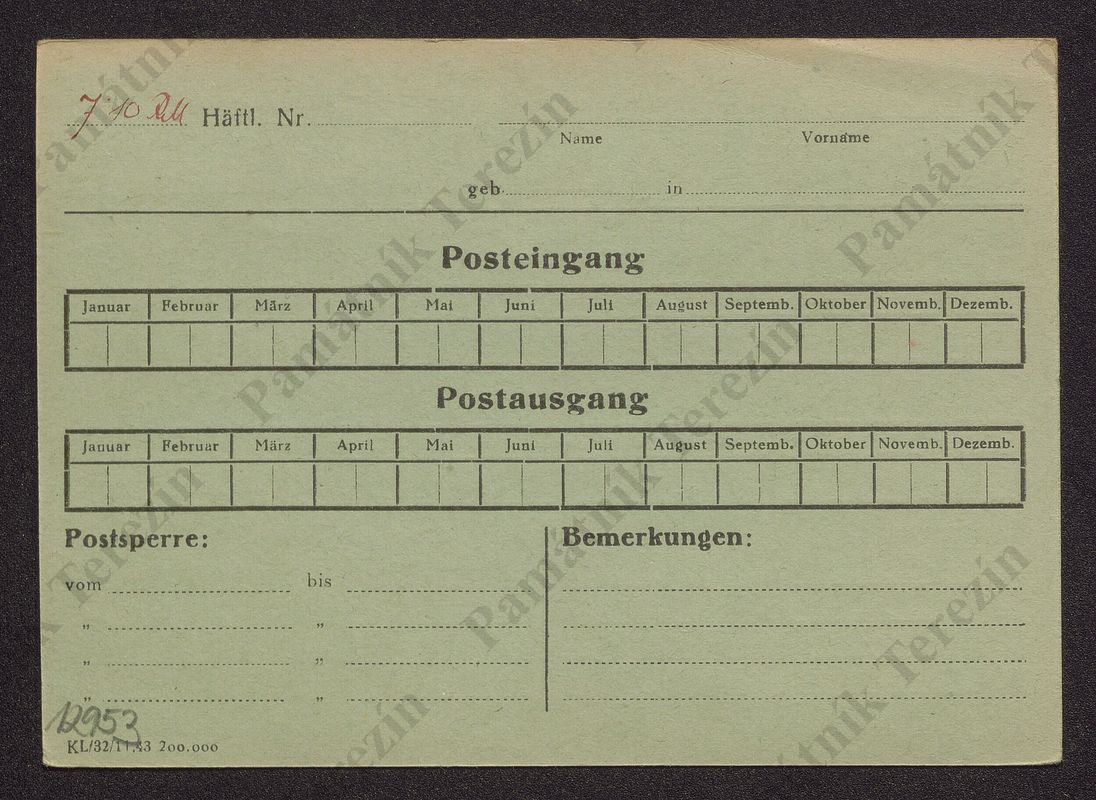 7 10 Häftl. Nr.
Name Vorname
geb. in
Posteingang
Januar Februar März April Mai Juni Juli August Septemb. Oktober Novemb. Dezemb.
Postausgang
Januar Februar März April Mai Juni Juli August Septemb. Oktober Novemb. Dezemb.
Postsperre: Bemerkungen:
vom bis
„ „
„ „
„ „
12953
KL/32/11.43 200.000
Památník Terezín